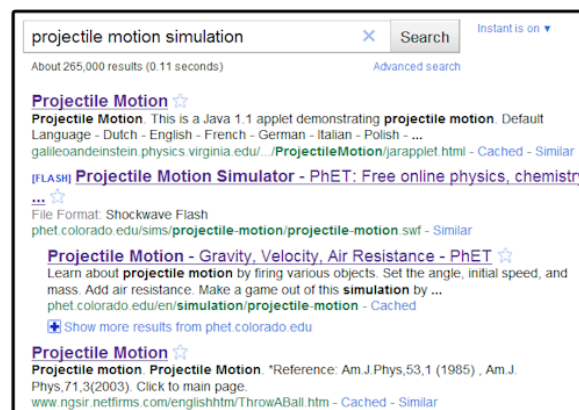 projectile motion simulation × Search Instant is on ▼
About 265,000 results (0.11 seconds) Advanced search
Projectile Motion
Projectile Motion. This is a Java 1.1 applet demonstrating projectile motion. Default
Language - Dutch - English - French - German - Italian - Polish - ...
galileoandeinstein.physics.virginia.edu/.../ProjectileMotion/jarapplet.html - Cached - Similar
[FLASH] Projectile Motion Simulator - PhET: Free online physics, chemistry
...
File Format: Shockwave Flash
phet.colorado.edu/sims/projectile-motion/projectile-motion.swf - Similar
Projectile Motion - Gravity, Velocity, Air Resistance - PhET
Learn about projectile motion by firing various objects. Set the angle, initial speed, and
mass. Add air resistance. Make a game out of this simulation by ...
phet.colorado.edu/en/simulation/projectile-motion - Cached
Show more results from phet.colorado.edu
Projectile Motion
Projectile motion. Projectile Motion. *Reference: Am.J.Phys,53,1 (1985) , Am.J.
Phys,71,3(2003). Click to main page.
www.ngsir.netfirms.com/englishhtm/ThrowABall.htm - Cached - Similar